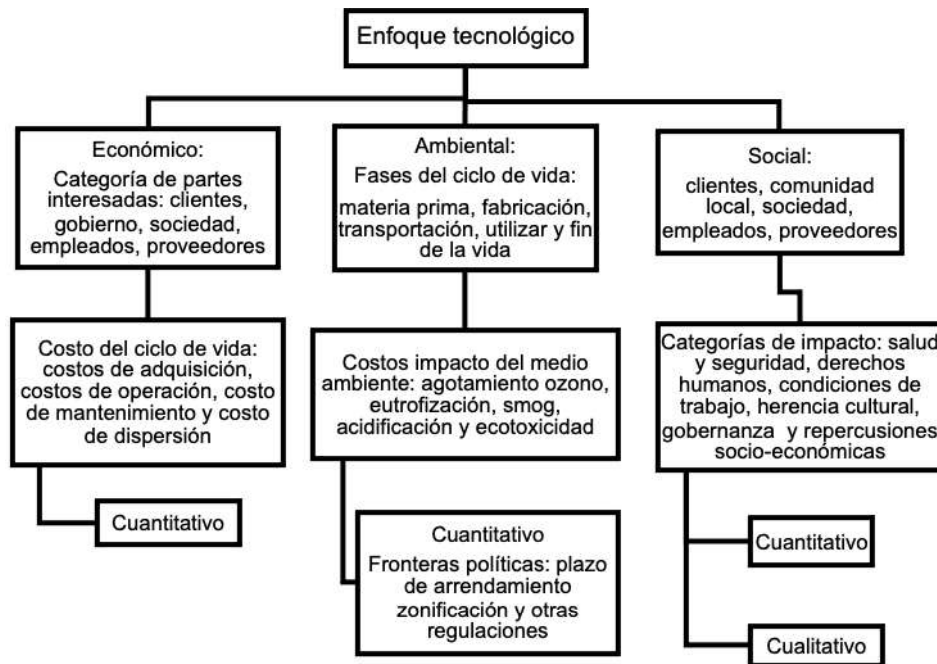 Enfoque tecnológico
Económico:
Categoría de partes
interesadas: clientes,
gobierno, sociedad,
empleados, proveedores
Ambiental:
Fases del ciclo de vida:
materia prima, fabricación,
transportación, utilizar y fin
de la vida
Social:
clientes, comunidad
local, sociedad,
empleados, proveedores
Costo del ciclo de vida:
costos de adquisición,
costos de operación, costo
de mantenimiento y costo
de dispersión
Costos impacto del medio
ambiente: agotamiento ozono,
eutrofización, smog,
acidificación y ecotoxicidad
Categorías de impacto: salud
y seguridad, derechos
humanos, condiciones de
trabajo, herencia cultural,
gobernanza y repercusiones
socio-económicas
Cuantitativo
Cuantitativo
Fronteras políticas: plazo
de arrendamiento
zonificación y otras
regulaciones
Cuantitativo
Cualitativo